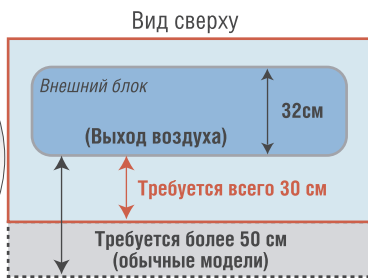 Вид сверху
Внешний блок
32см
(Выход воздуха)
Требуется всего 30 см
Требуется более 50 см
(обычные модели)